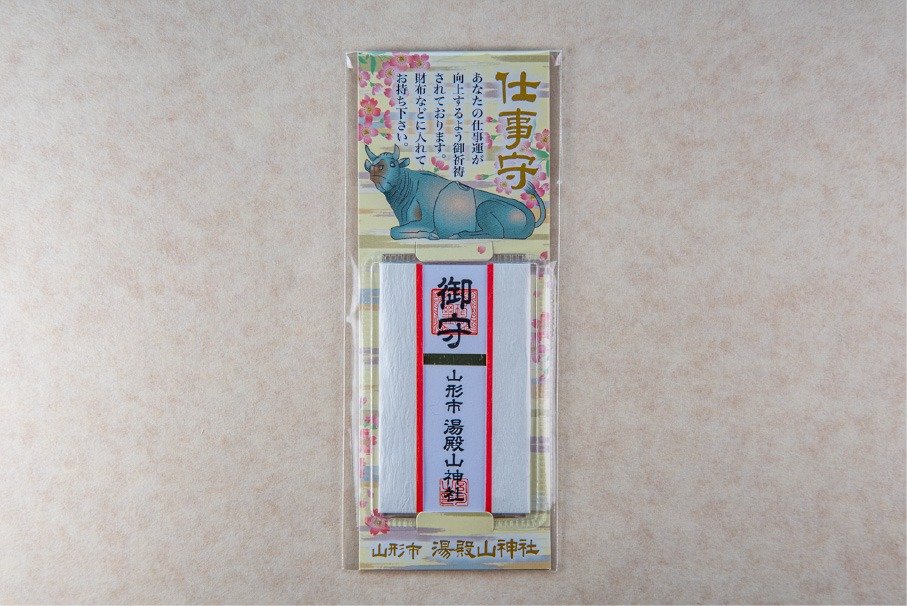 仕事守
あなたの仕事運が
向上するよう御祈祷
されております。
財布などに入れて
お持ち下さい。
御守
山形市 湯殿山神社
山形市 湯殿山神社